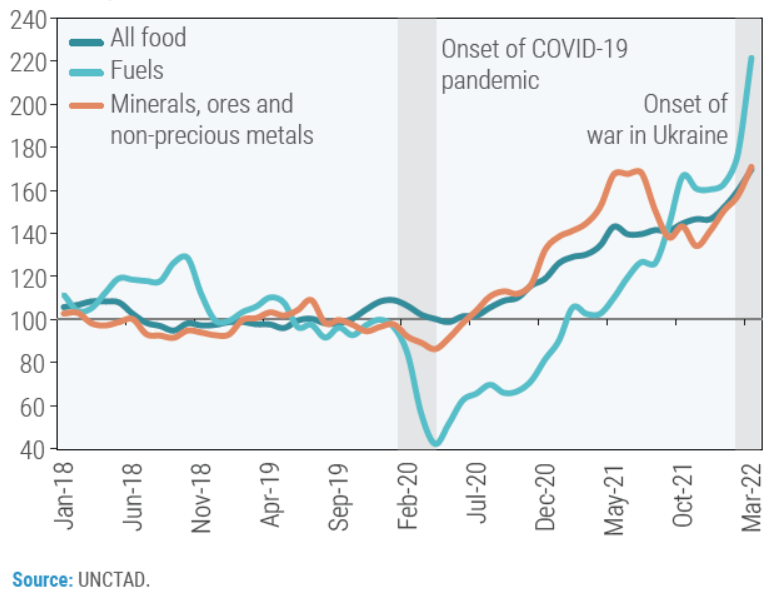 240
220
200
180
160
140
120
100
80
60
40
All food
Fuels
Minerals, ores and
non-precious metals
Onset of COVID-19
pandemic
Onset of
war in Ukraine
Jan-18
Jun-18
Nov-18
Apr-19
Sep-19
Feb-20
Jul-20
Dec-20
May-21
Oct-21
Mar-22
Source: UNCTAD.